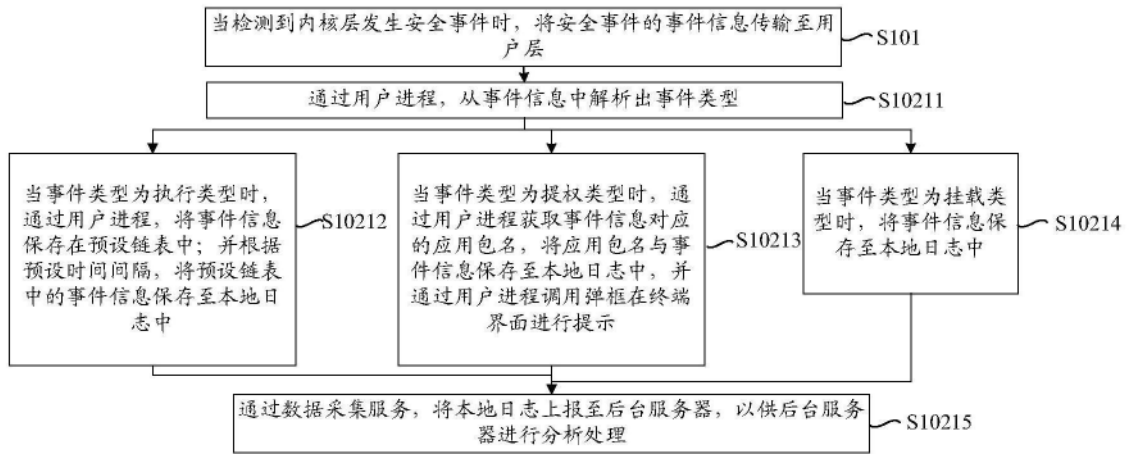 当检测到内核层发生安全事件时，将安全事件的事件信息传输至用
户层
S101
通过用户进程，从事件信息中解析出事件类型
S10211
当事件类型为执行类型时，
通过用户进程，将事件信息
保存在预设链表中；并根据
预设时间间隔，将预设链表
中的事件信息保存至本地日
志中
S10212
当事件类型为提权类型时，通
过用户进程获取事件信息对应
的应用包名，将应用包名与事
件信息保存至本地日志中，并
通过用户进程调用弹框在终端
界面进行提示
S10213
当事件类型为挂载类
型时，将事件信息保
存至本地日志中
S10214
通过数据采集服务，将本地日志上报至后台服务器，以供后台服务
器进行分析处理
S10215